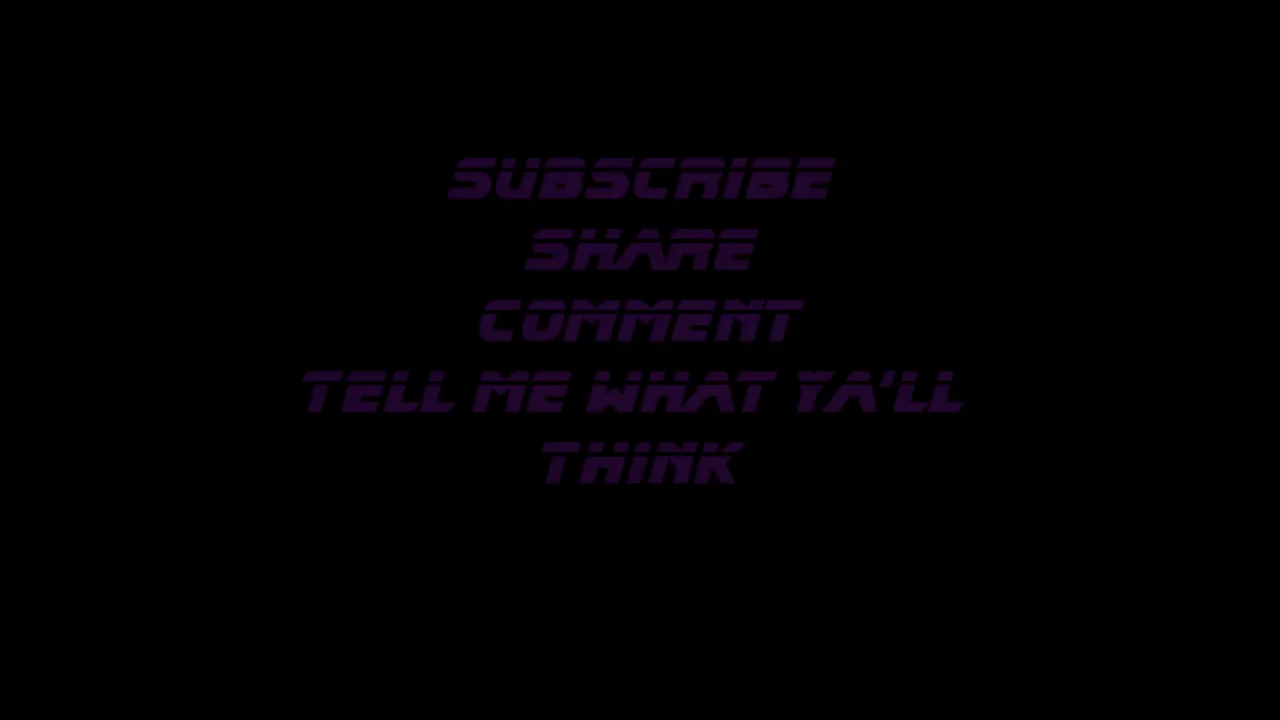 SUBSCRIBE
SHARE
COMMENT
TELL ME WHAT YA'LL
THINK